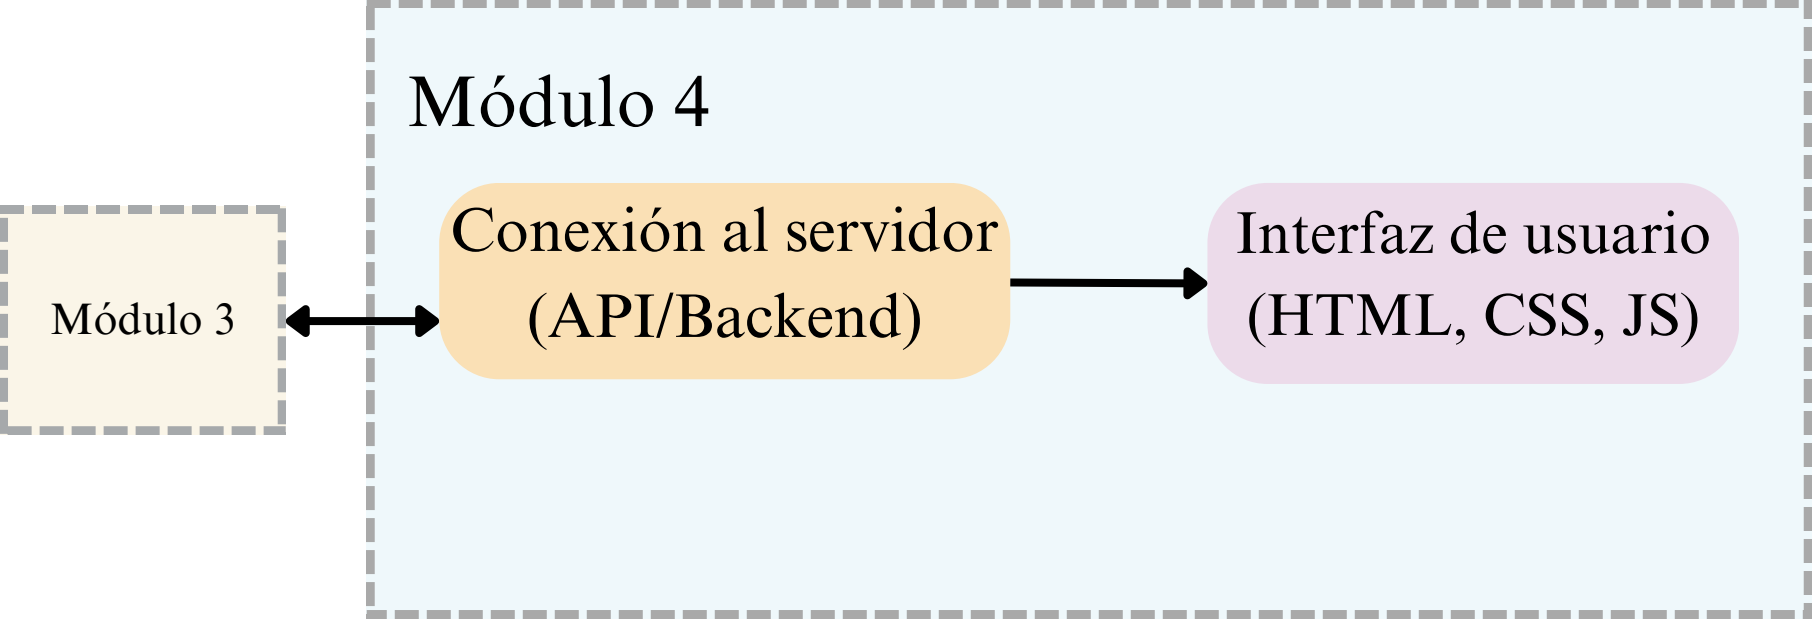 Módulo 4
Conexión al servidor
(API/Backend)
Interfaz de usuario
(HTML, CSS, JS)
Módulo 3